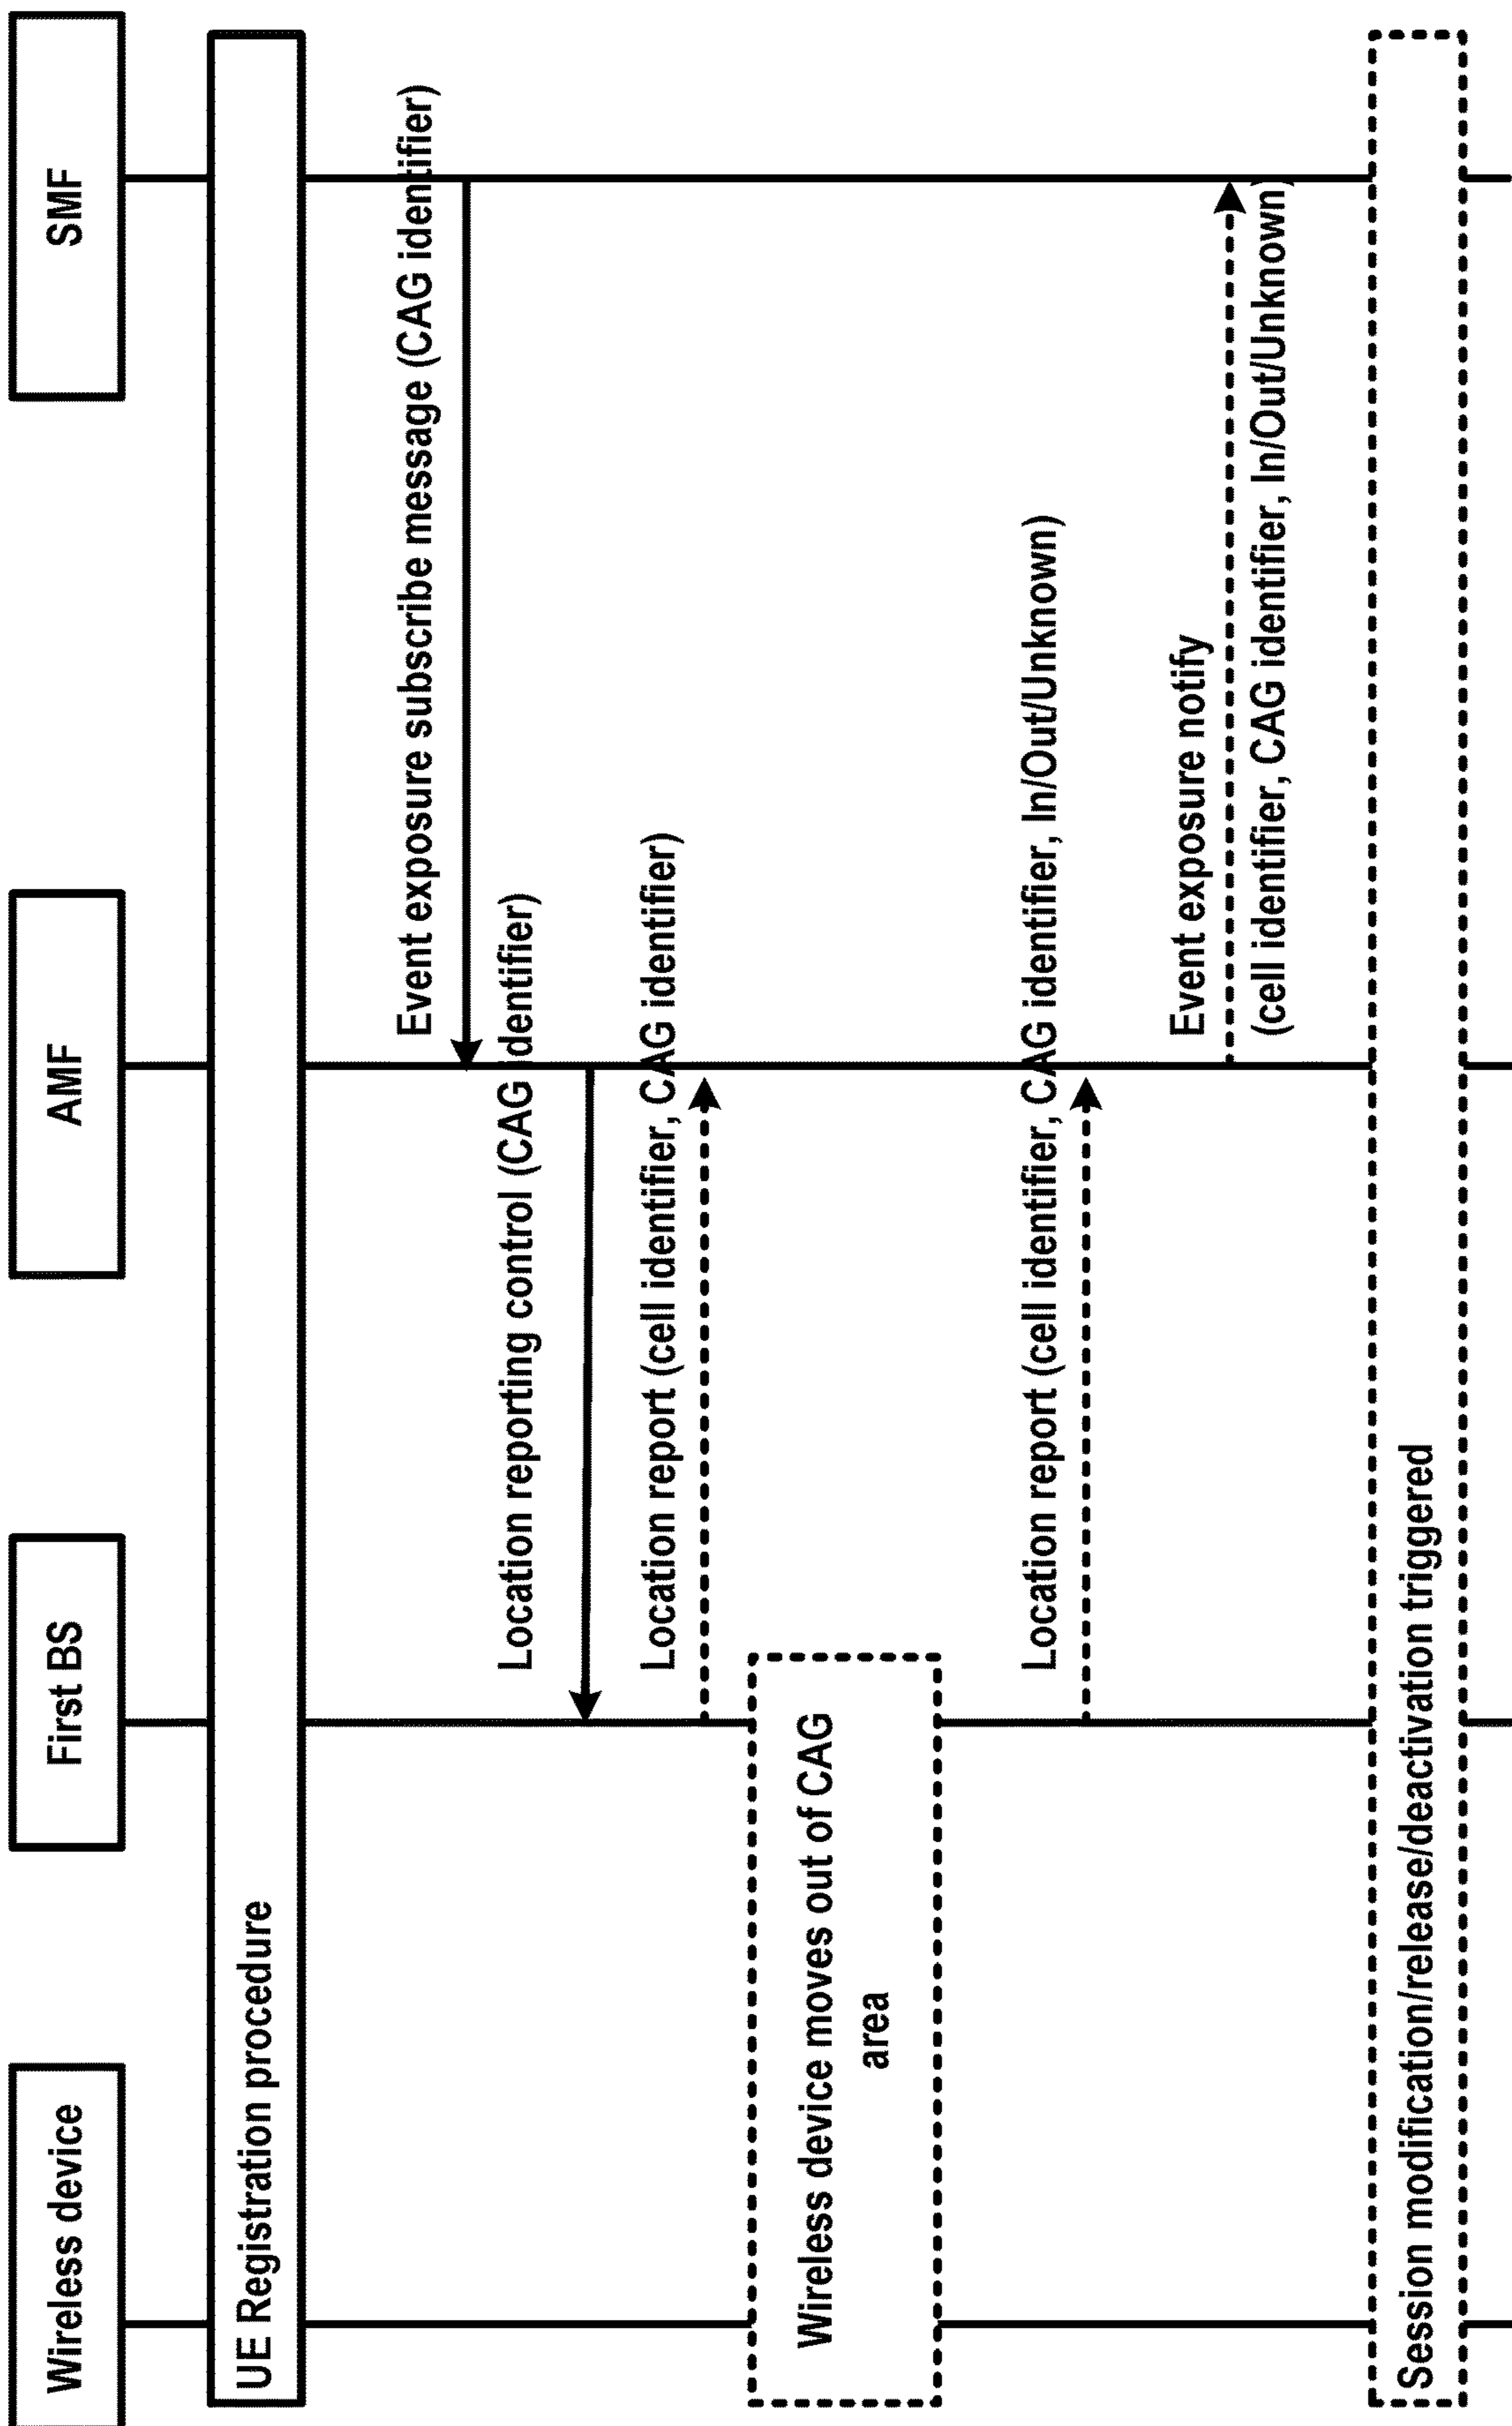 Wireless device
First BS
AMF
SMF
UE Registration procedure
Event exposure subscribe message (CAG identifier)
Location reporting control (CAG identifier)
Location report (cell identifier, CAG identifier)
Wireless device moves out of CAG
area
Location report (cell identifier, CAG identifier, In/Out/Unknown)
Event exposure notify
(cell identifier, CAG identifier, In/Out/Unknown)
Session modification/release/deactivation triggered